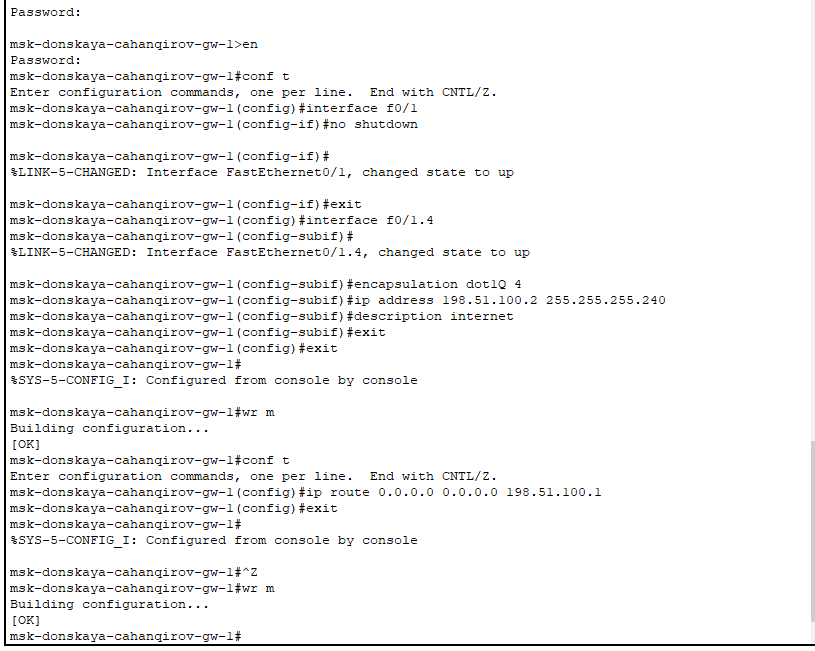 Password:
msk-donskaya-cahanqirov-gw-1>en
Password:
msk-donskaya-cahanqirov-gw-1#conf t
Enter configuration commands, one per line.  End with CNTL/Z.
msk-donskaya-cahanqirov-gw-1(config)#interface f0/1
msk-donskaya-cahanqirov-gw-1(config-if)#no shutdown
msk-donskaya-cahanqirov-gw-1(config-if)#
%LINK-5-CHANGED: Interface FastEthernet0/1, changed state to up
msk-donskaya-cahanqirov-gw-1(config-if)#exit
msk-donskaya-cahanqirov-gw-1(config)#interface f0/1.4
msk-donskaya-cahanqirov-gw-1(config-subif)#
%LINK-5-CHANGED: Interface FastEthernet0/1.4, changed state to up
msk-donskaya-cahanqirov-gw-1(config-subif)#encapsulation dot1Q 4
msk-donskaya-cahanqirov-gw-1(config-subif)#ip address 198.51.100.2 255.255.255.240
msk-donskaya-cahanqirov-gw-1(config-subif)#description internet
msk-donskaya-cahanqirov-gw-1(config-subif)#exit
msk-donskaya-cahanqirov-gw-1(config)#exit
msk-donskaya-cahanqirov-gw-1#
%SYS-5-CONFIG_I: Configured from console by console
msk-donskaya-cahanqirov-gw-1#wr m
Building configuration...
[OK]
msk-donskaya-cahanqirov-gw-1#conf t
Enter configuration commands, one per line.  End with CNTL/Z.
msk-donskaya-cahanqirov-gw-1(config)#ip route 0.0.0.0 0.0.0.0 198.51.100.1
msk-donskaya-cahanqirov-gw-1(config)#exit
msk-donskaya-cahanqirov-gw-1#
%SYS-5-CONFIG_I: Configured from console by console
msk-donskaya-cahanqirov-gw-1#^Z
msk-donskaya-cahanqirov-gw-1#wr m
Building configuration...
[OK]
msk-donskaya-cahanqirov-gw-1#